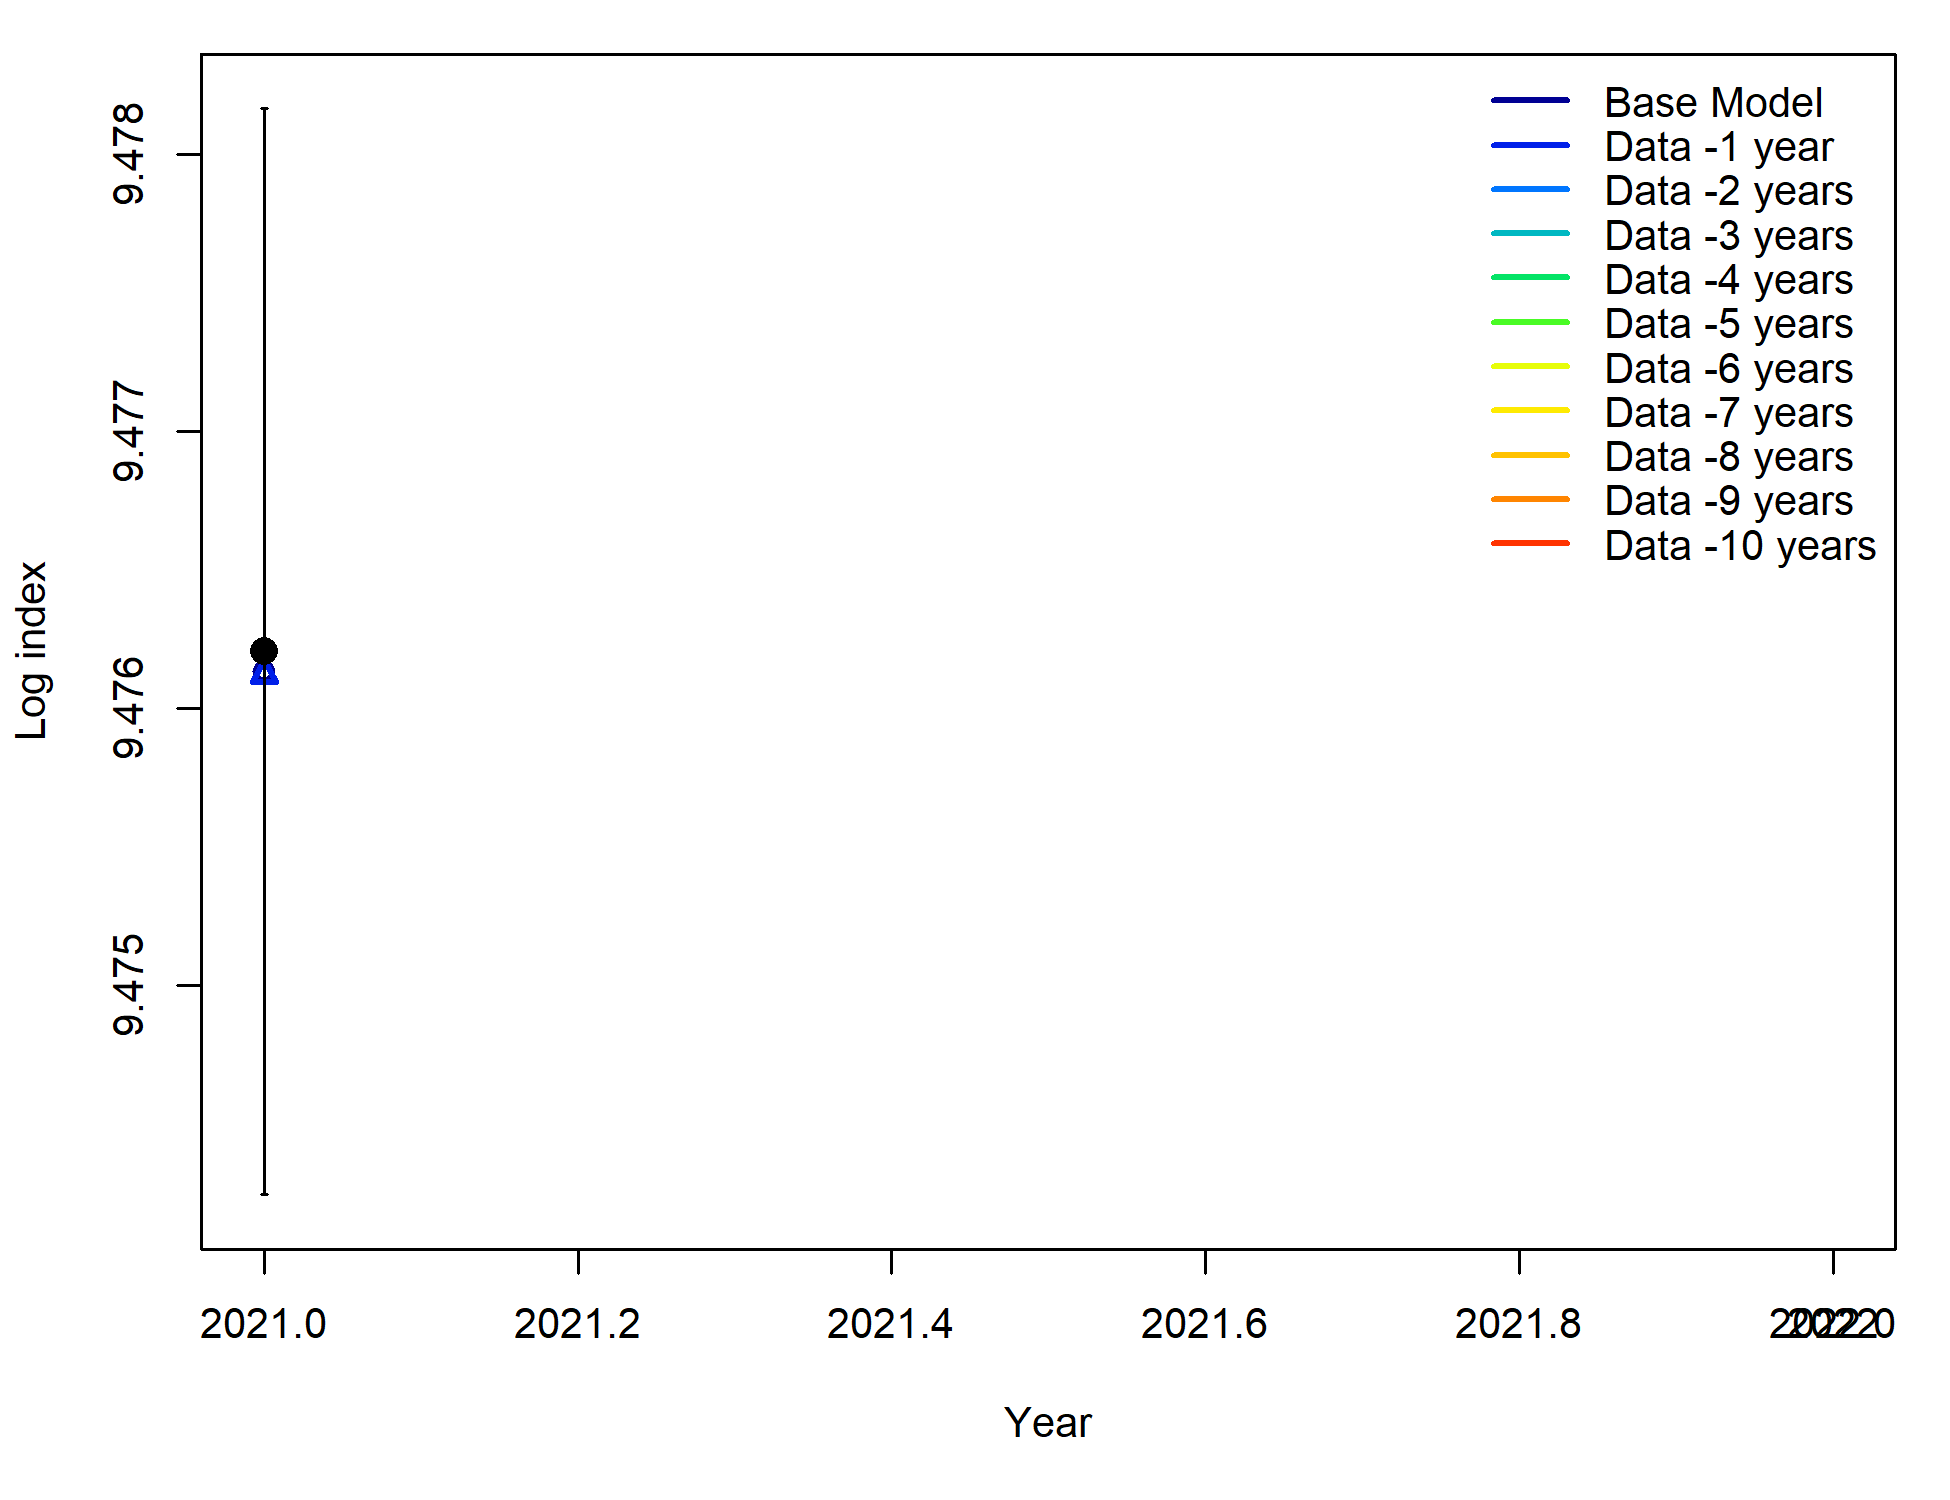 Log index
9.478
9.477
9.476
9.475
Base Model
Data -1 year
Data -2 years
Data -3 years
Data -4 years
Data -5 years
Data -6 years
Data -7 years
Data -8 years
Data -9 years
Data -10 years
2021.0 2021.2 2021.4 2021.6 2021.8
Year